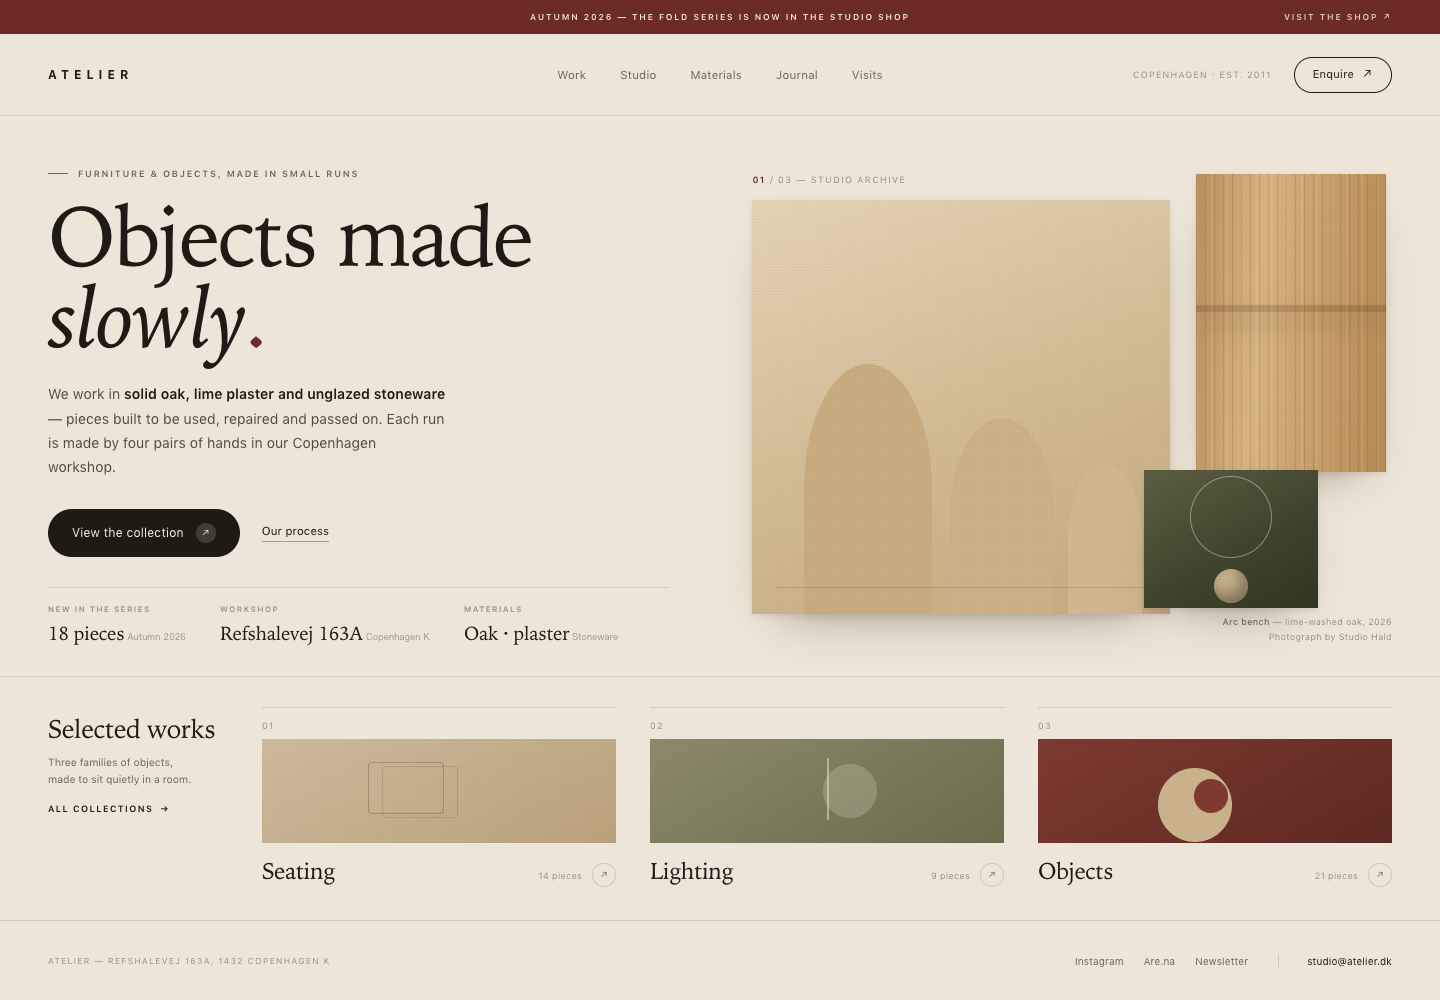 AUTUMN 2026 — THE FOLD SERIES IS NOW IN THE STUDIO SHOP
VISIT THE SHOP ↗
ATELIER
Work
Studio
Materials
Journal
Visits
COPENHAGEN · EST. 2011
Enquire ↗
— FURNITURE & OBJECTS, MADE IN SMALL RUNS
Objects made
slowly.
We work in solid oak, lime plaster and unglazed stoneware
— pieces built to be used, repaired and passed on. Each run
is made by four pairs of hands in our Copenhagen
workshop.
View the collection ↗
Our process
NEW IN THE SERIES
18 pieces Autumn 2026
WORKSHOP
Refshalevej 163A Copenhagen K
MATERIALS
Oak · plaster Stoneware
01 / 03 — STUDIO ARCHIVE
Arc bench — lime-washed oak, 2026
Photograph by Studio Hald
Selected works
Three families of objects,
made to sit quietly in a room.
ALL COLLECTIONS →
01
Seating
14 pieces ↗
02
Lighting
9 pieces ↗
03
Objects
21 pieces ↗
ATELIER — REFSHALEVEJ 163A, 1432 COPENHAGEN K
Instagram
Are.na
Newsletter
studio@atelier.dk